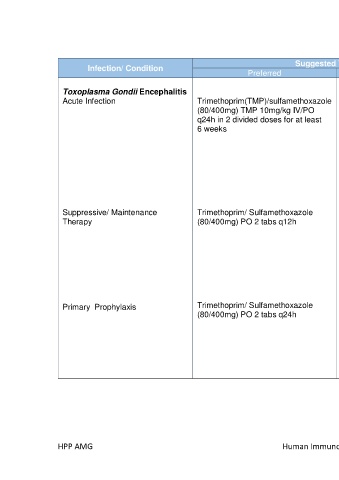 Infection/ Condition
Suggested
Preferred
Toxoplasma Gondii Encephalitis
Acute Infection
Trimethoprim(TMP)/sulfamethoxazole
(80/400mg) TMP 10mg/kg IV/PO
q24h in 2 divided doses for at least
6 weeks
Suppressive/ Maintenance
Therapy
Trimethoprim/ Sulfamethoxazole
(80/400mg) PO 2 tabs q12h
Primary Prophylaxis
Trimethoprim/ Sulfamethoxazole
(80/400mg) PO 2 tabs q24h
HPP AMG
Human